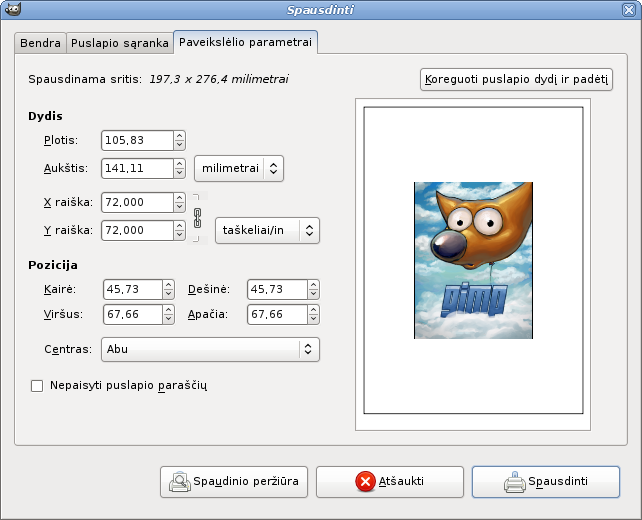 Spausdinti
Bendra Puslapio sąranka Paveikslėlio parametrai
Spausdinama sritis: 197,3 x 276,4 milimetrai
Koreguoti puslapio dydį ir padėtį
Dydis
Plotis: 105,83
Aukštis: 141,11 milimetrai
X raiška: 72,000
Y raiška: 72,000 taškeliai/in
Pozicija
Kairė: 45,73 Dešinė: 45,73
Viršus: 67,66 Apačia: 67,66
Centras: Abu
Nepaisyti puslapio paraščių
gimp
Spaudinio peržiūra Atšaukti Spausdinti